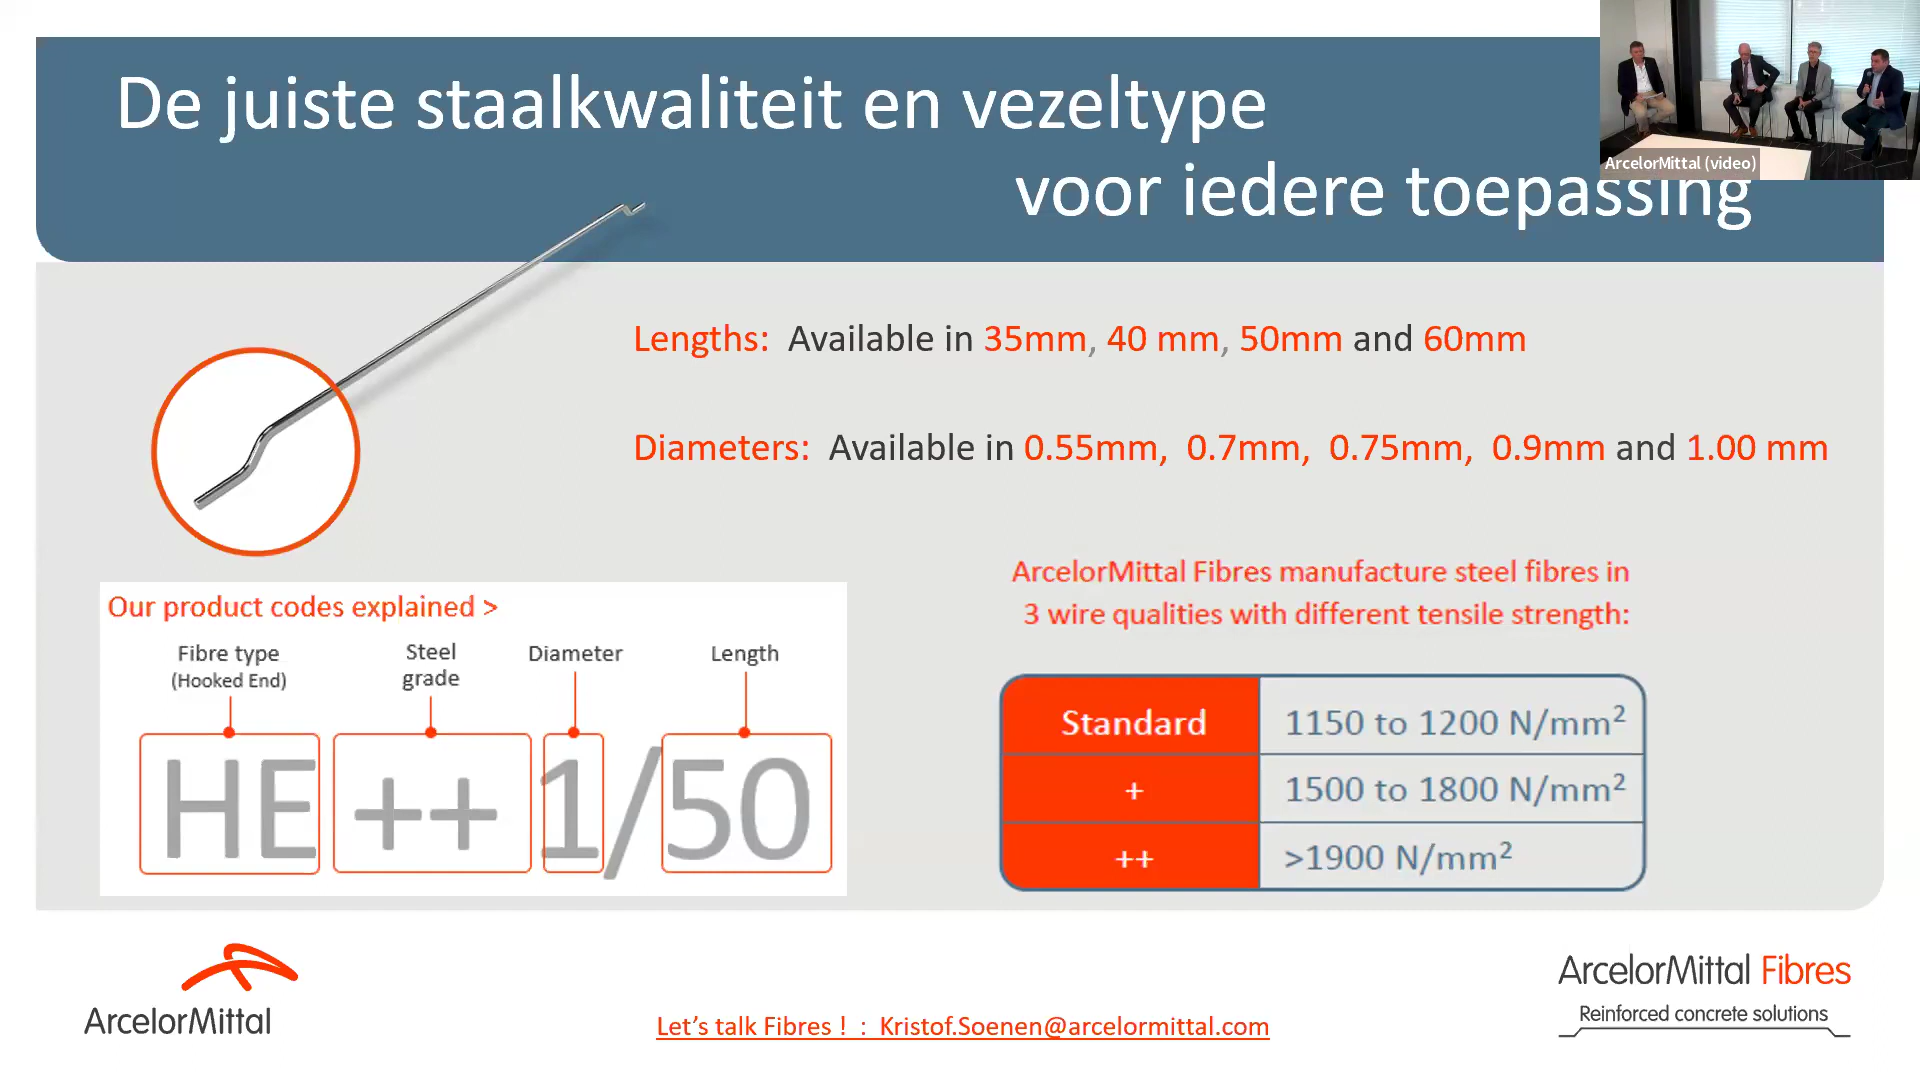 De juiste staalkwaliteit en vezeltype
voor iedere toepassing
ArcelorMittal (video)
Lengths: Available in 35mm, 40 mm, 50mm and 60mm
Diameters: Available in 0.55mm, 0.7mm, 0.75mm, 0.9mm and 1.00 mm
Our product codes explained >
Fibre type
(Hooked End)
Steel
grade
Diameter
Length
HE ++ 1/50
ArcelorMittal Fibres manufacture steel fibres in
3 wire qualities with different tensile strength:
Standard 1150 to 1200 N/mm²
+ 1500 to 1800 N/mm²
++ >1900 N/mm²
ArcelorMittal
Let's talk Fibres ! : Kristof.Soenen@arcelormittal.com
ArcelorMittal Fibres
Reinforced concrete solutions